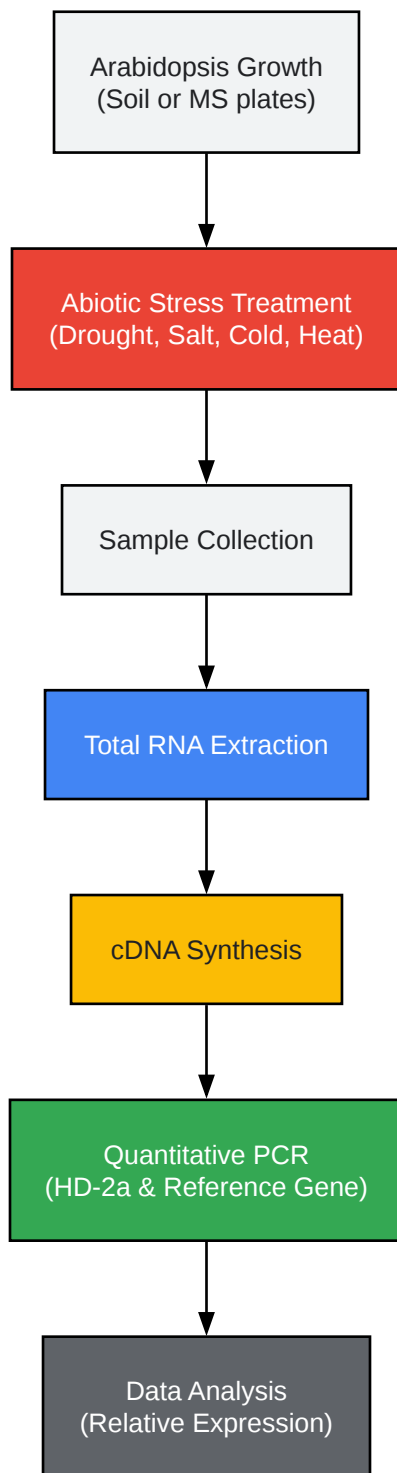 Arabidopsis Growth
(Soil or MS plates)
Abiotic Stress Treatment
(Drought, Salt, Cold, Heat)
Sample Collection
Total RNA Extraction
cDNA Synthesis
Quantitative PCR
(HD-2a & Reference Gene)
Data Analysis
(Relative Expression)